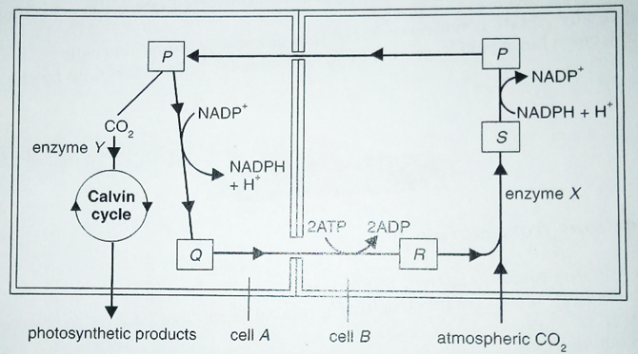 P
P
NADP⁺
NADPH + H⁺
NADP⁺
CO₂
enzyme Y
NADPH
+ H⁺
S
Calvin
cycle
enzyme X
2ATP 2ADP
Q
R
photosynthetic products
cell A
cell B
atmospheric CO₂